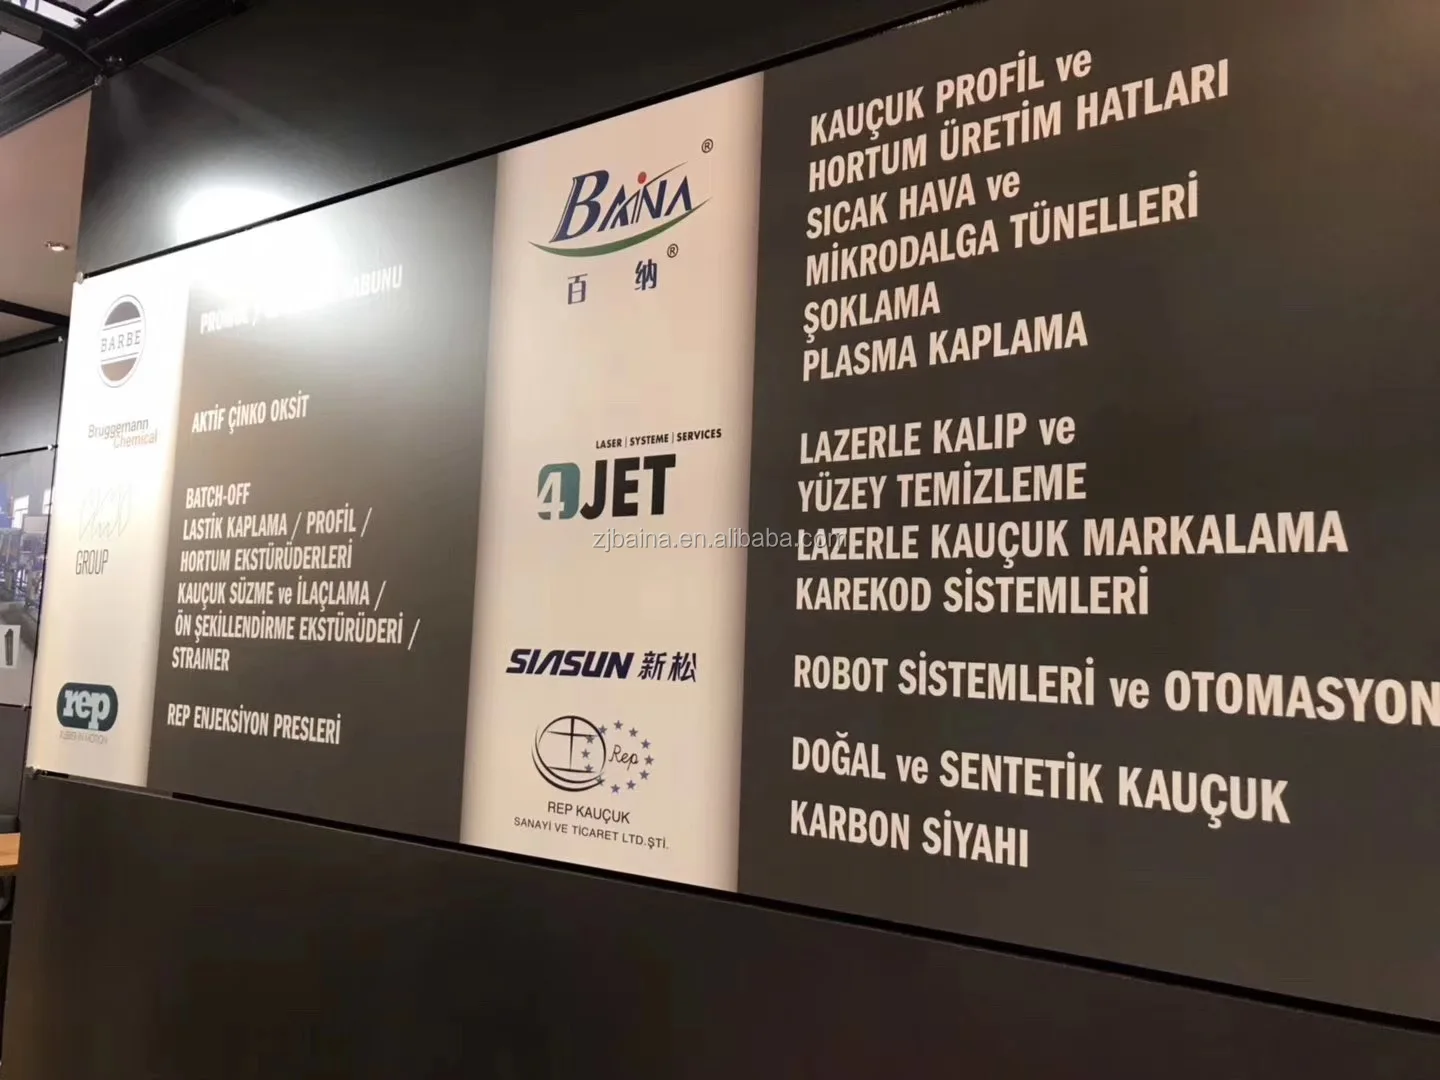 BARBE
Bruggemann
Chemical
GROUP
rep
AKTİF ÇİNKO OKSİT
BATCH-OFF
LASTİK KAPLAMA / PROFİL /
HORTUM EKSTÜRÜDERLERİ
KAUÇUK SÜZME ve İLAÇLAMA /
ÖN ŞEKİLLENDİRME EKSTÜRÜDERİ /
STRAINER
REP ENJEKSİYON PRESLERİ
BAINA ®
百纳 ®
LASER | SYSTEME | SERVICES
4JET
SIASUN 新松
Rep
REP KAUÇUK
SANAYİ VE TİCARET LTD.ŞTİ.
KAUÇUK PROFİL ve
HORTUM ÜRETİM HATLARI
SICAK HAVA ve
MİKRODALGA TÜNELLERİ
ŞOKLAMA
PLASMA KAPLAMA
LAZERLE KALIP ve
YÜZEY TEMİZLEME
LAZERLE KAUÇUK MARKALAMA
KAREKOD SİSTEMLERİ
ROBOT SİSTEMLERİ ve OTOMASYON
DOĞAL ve SENTETİK KAUÇUK
KARBON SİYAHI
zjbaina.en.alibaba.com